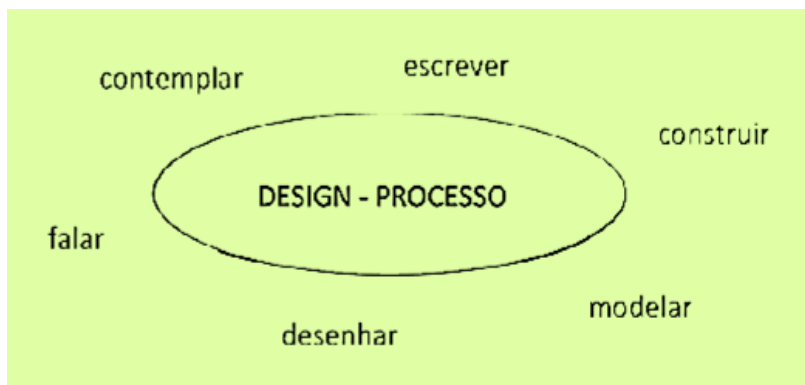 contemplar
escrever
construir
DESIGN - PROCESSO
falar
modelar
desenhar